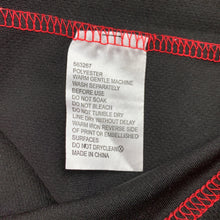 563267
POLYESTER
WARM GENTLE MACHINE
WASH SEPARATELY
BEFORE USE
DO NOT SOAK
DO NOT BLEACH
DO NOT TUMBLE DRY
LINE DRY WITHOUT DELAY
WARM IRON REVERSE SIDE
OF PRINT OR EMBELLISHED
SURFACES
DO NOT DRYCLEAN
MADE IN CHINA